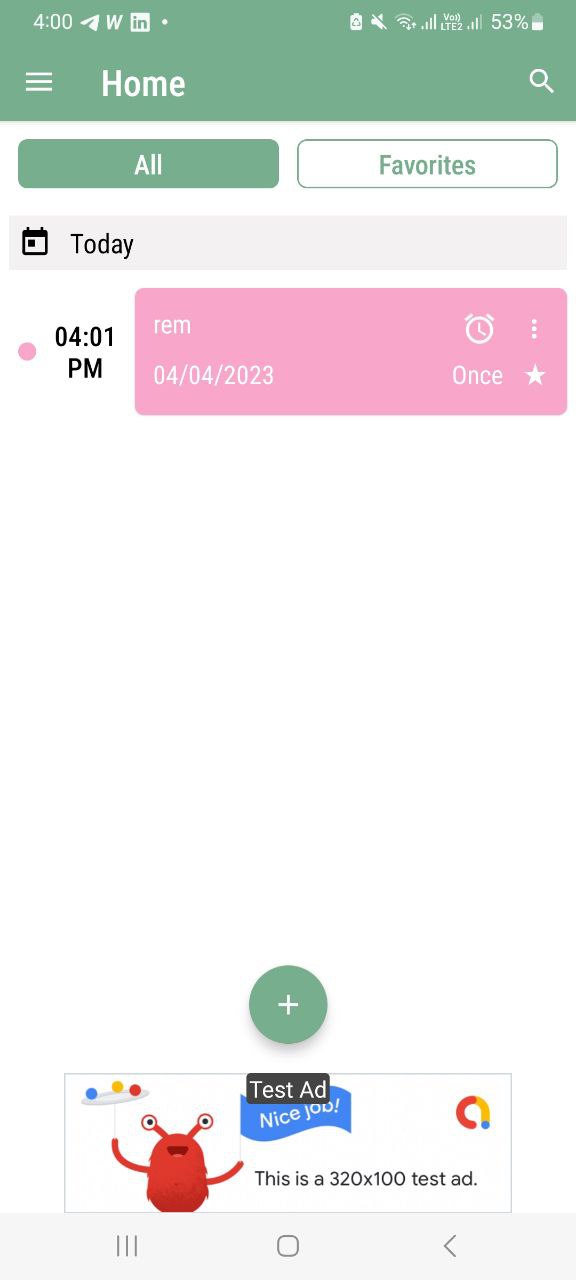 4:00 W in
Vo)) LTE2 53%
Home
All
Favorites
Today
04:01 PM
rem
04/04/2023
Once
Test Ad
Nice job!
This is a 320x100 test ad.